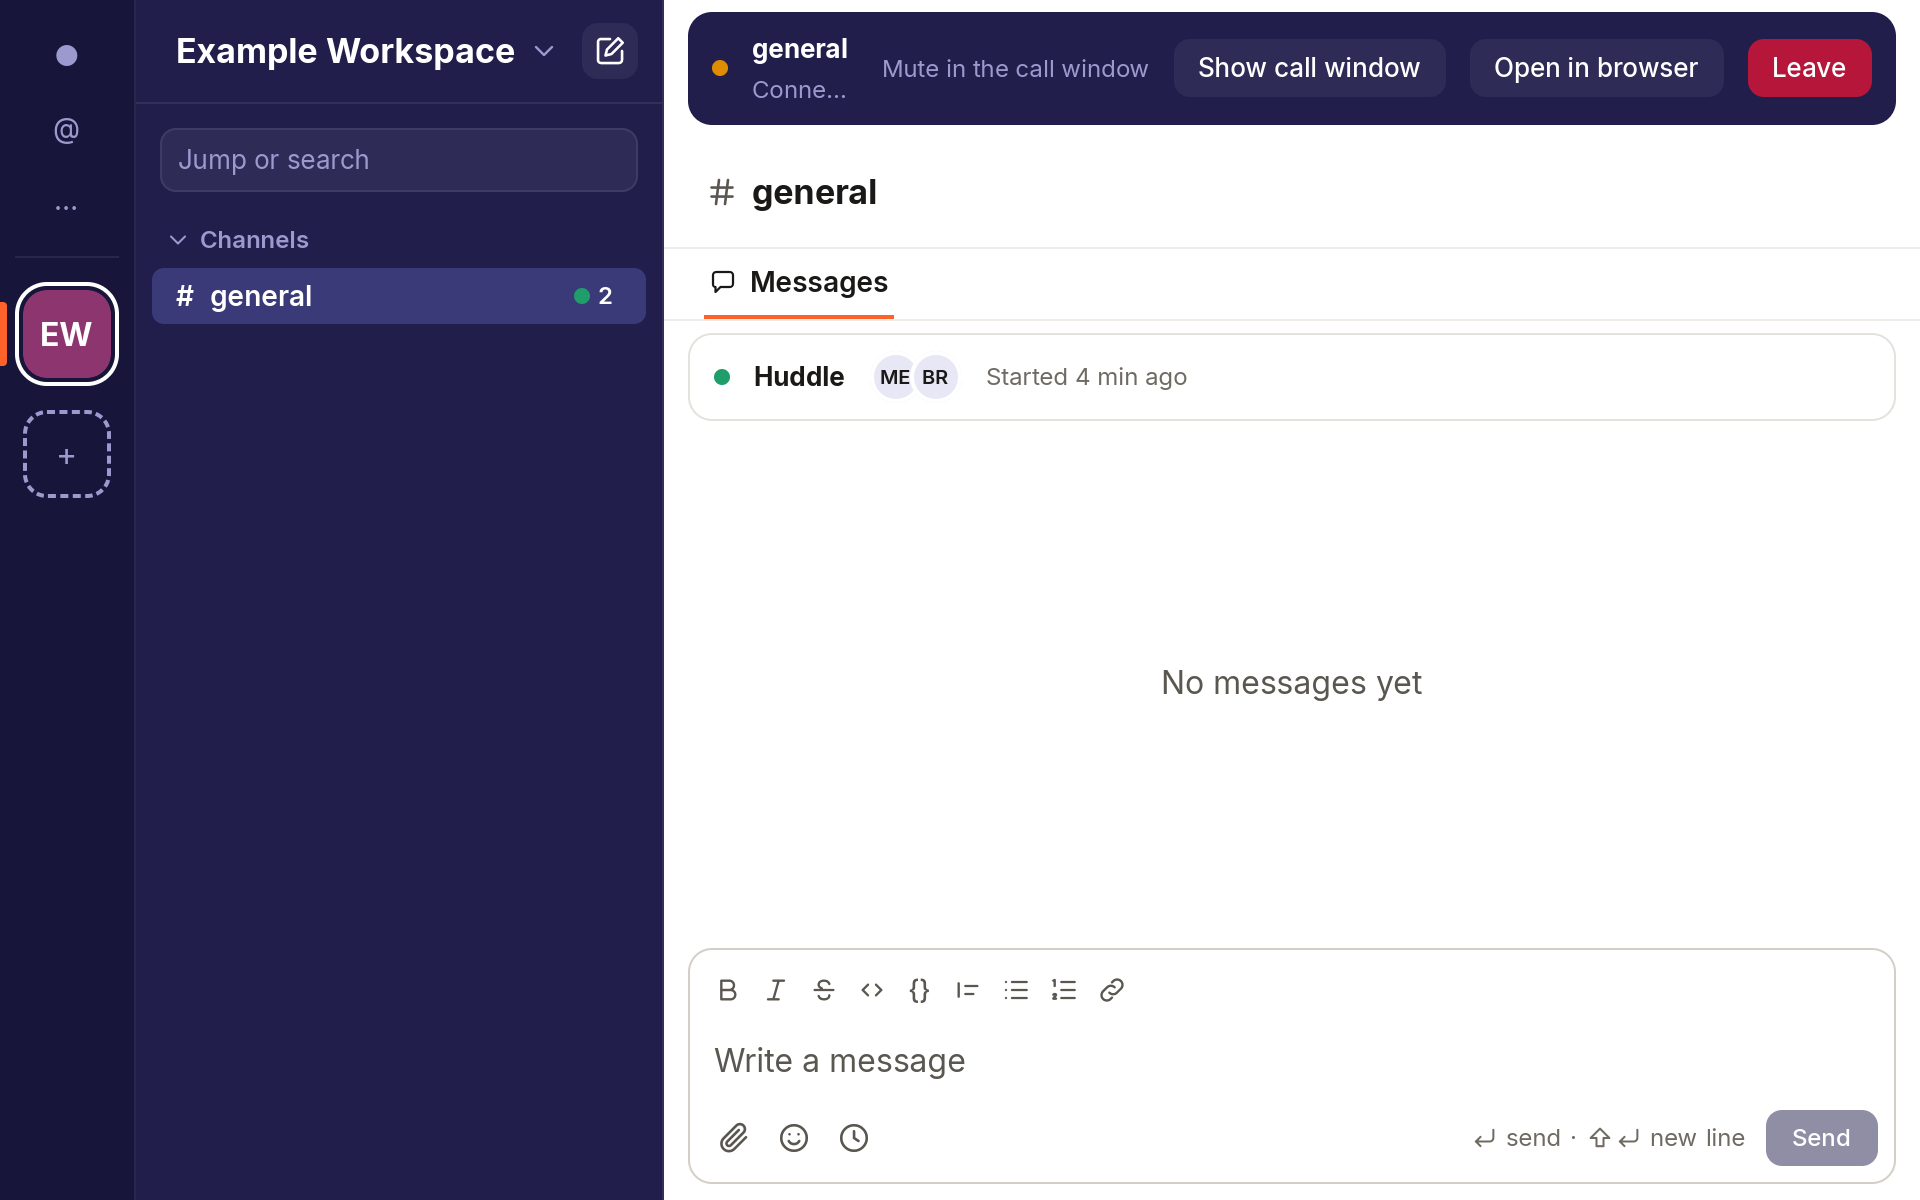 @
...
EW
+
Example Workspace
Jump or search
Channels
# general 2
general
Conne...
Mute in the call window
Show call window
Open in browser
Leave
# general
Messages
Huddle ME BR Started 4 min ago
No messages yet
Write a message
send · new line
Send